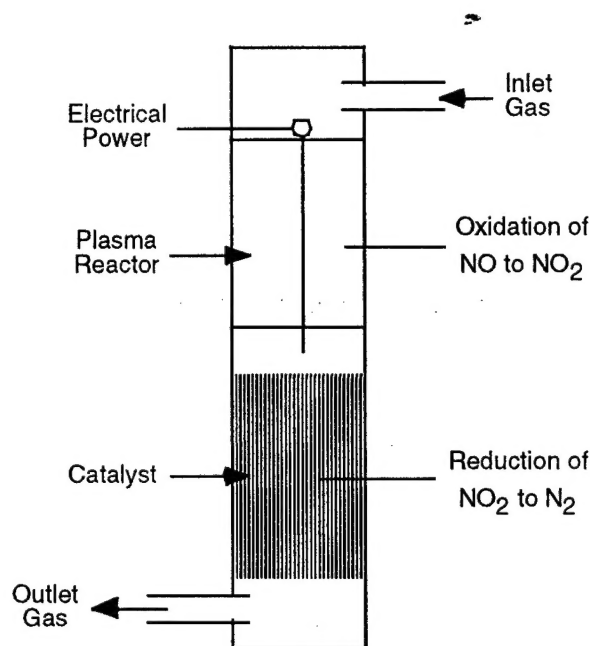 Inlet
Gas
Electrical
Power
Plasma
Reactor
Oxidation of
NO to NO₂
Catalyst
Reduction of
NO₂ to N₂
Outlet
Gas